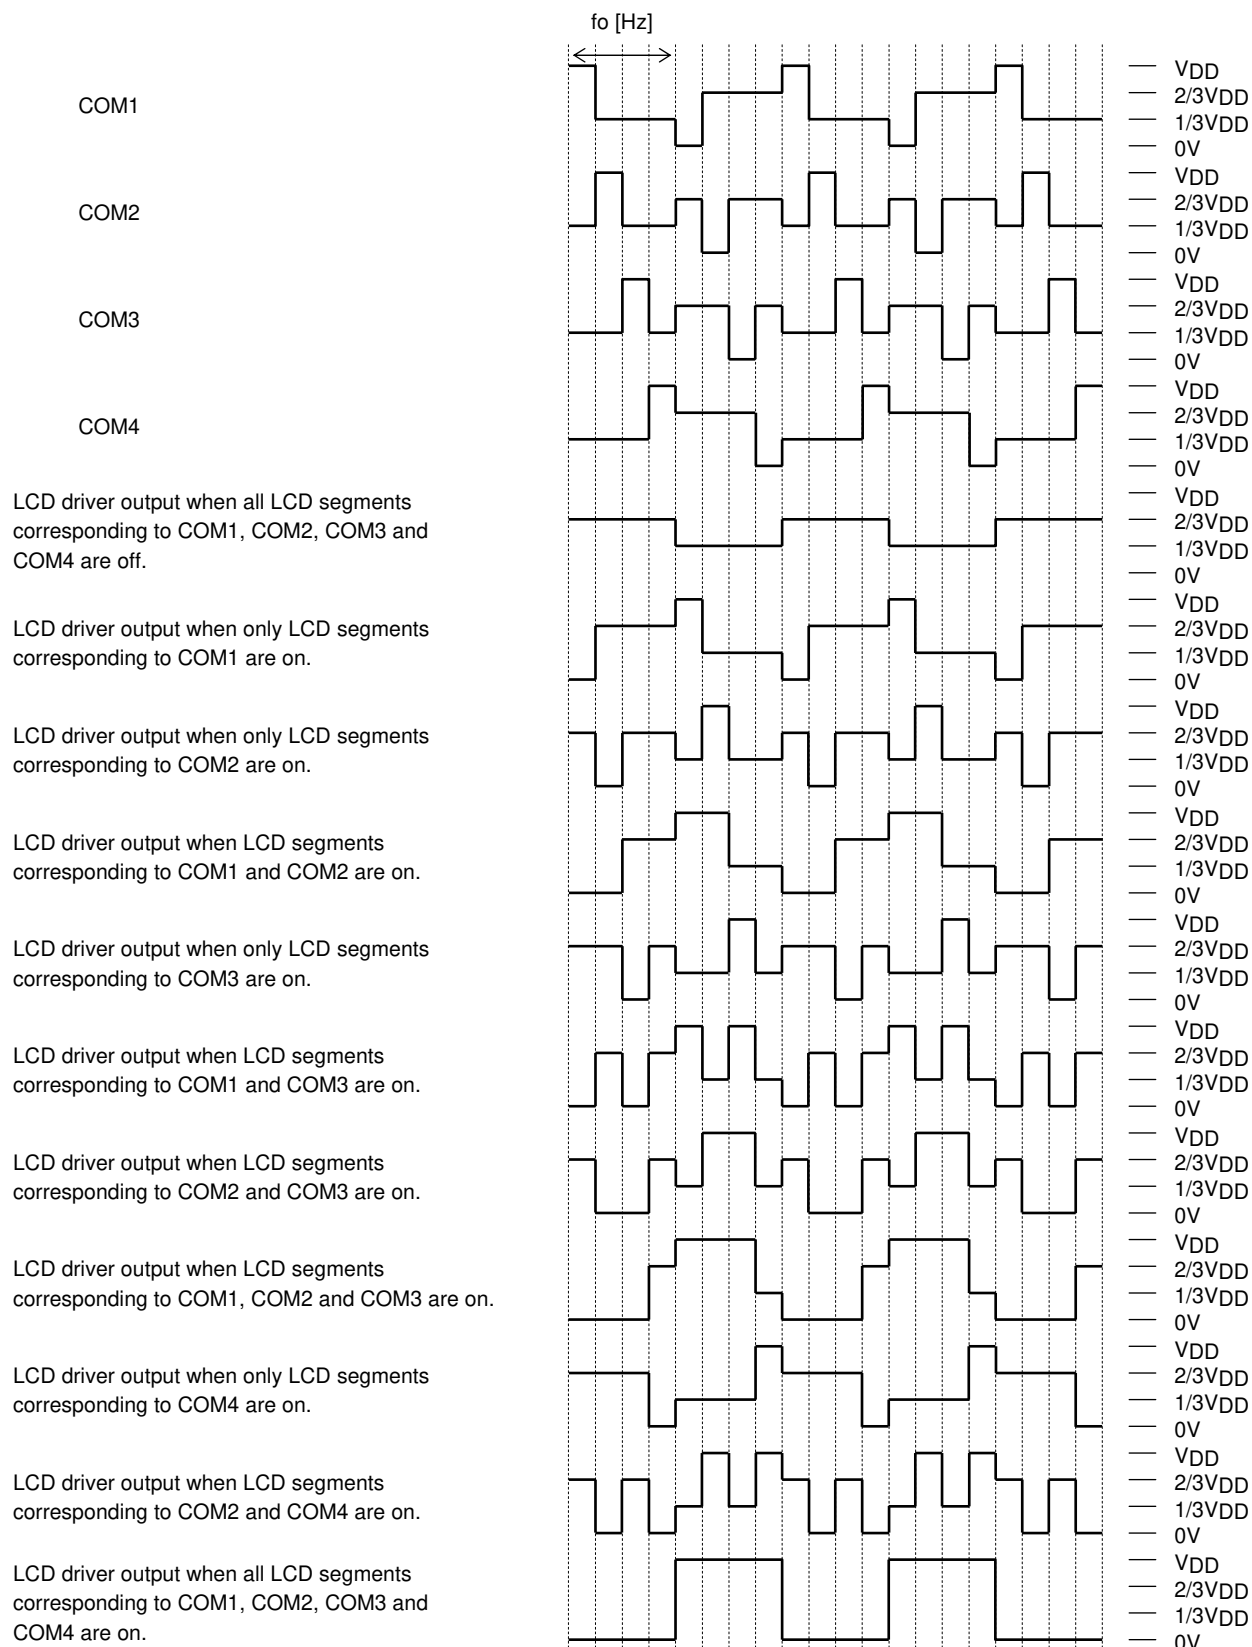 fo [Hz]
COM1
VDD
2/3VDD
1/3VDD
0V
COM2
VDD
2/3VDD
1/3VDD
0V
COM3
VDD
2/3VDD
1/3VDD
0V
COM4
VDD
2/3VDD
1/3VDD
0V
LCD driver output when all LCD segments
corresponding to COM1, COM2, COM3 and
COM4 are off.
VDD
2/3VDD
1/3VDD
0V
LCD driver output when only LCD segments
corresponding to COM1 are on.
VDD
2/3VDD
1/3VDD
0V
LCD driver output when only LCD segments
corresponding to COM2 are on.
VDD
2/3VDD
1/3VDD
0V
LCD driver output when LCD segments
corresponding to COM1 and COM2 are on.
VDD
2/3VDD
1/3VDD
0V
LCD driver output when only LCD segments
corresponding to COM3 are on.
VDD
2/3VDD
1/3VDD
0V
LCD driver output when LCD segments
corresponding to COM1 and COM3 are on.
VDD
2/3VDD
1/3VDD
0V
LCD driver output when LCD segments
corresponding to COM2 and COM3 are on.
VDD
2/3VDD
1/3VDD
0V
LCD driver output when LCD segments
corresponding to COM1, COM2 and COM3 are on.
VDD
2/3VDD
1/3VDD
0V
LCD driver output when only LCD segments
corresponding to COM4 are on.
VDD
2/3VDD
1/3VDD
0V
LCD driver output when LCD segments
corresponding to COM2 and COM4 are on.
VDD
2/3VDD
1/3VDD
0V
LCD driver output when all LCD segments
corresponding to COM1, COM2, COM3 and
COM4 are on.
VDD
2/3VDD
1/3VDD
0V